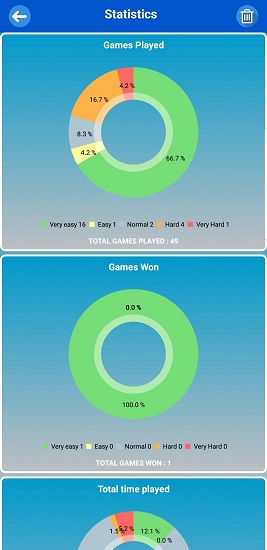 Statistics
Games Played
4.2 %
16.7 %
8.3 %
4.2 %
66.7 %
Very easy 16 Easy 1 Normal 2 Hard 4 Very Hard 1
TOTAL GAMES PLAYED : 49
Games Won
0.0 %
100.0 %
Very easy 1 Easy 0 Normal 0 Hard 0 Very Hard 0
TOTAL GAMES WON : 1
Total time played
12.1 %
0.0 %